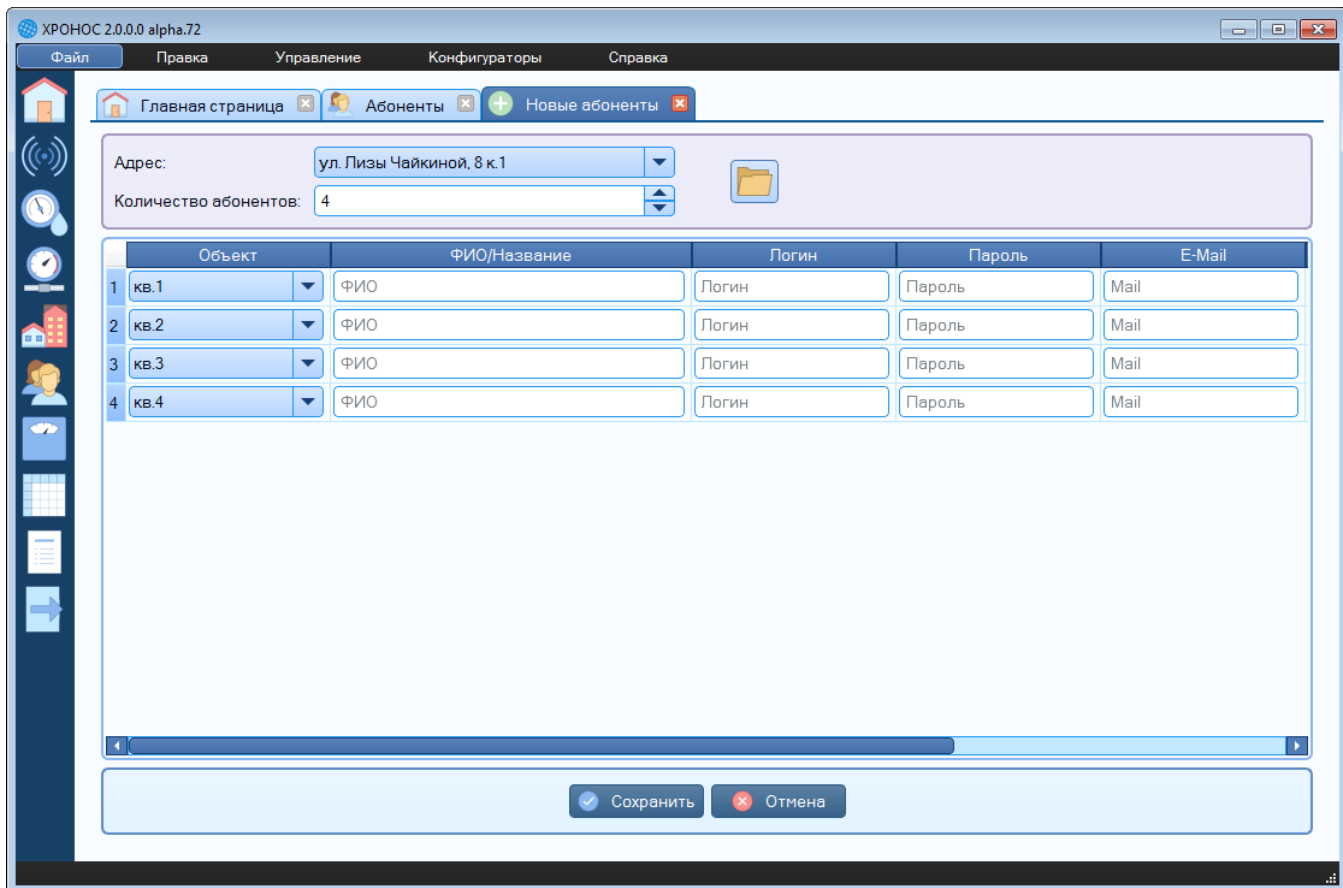 ХРОНОС 2.0.0.0 alpha.72
Файл Правка Управление Конфигураторы Справка
Главная страница Абоненты Новые абоненты
Адрес: ул. Лизы Чайкиной, 8 к.1
Количество абонентов: 4
Объект ФИО/Название Логин Пароль E-Mail
1 кв.1 ФИО Логин Пароль Mail
2 кв.2 ФИО Логин Пароль Mail
3 кв.3 ФИО Логин Пароль Mail
4 кв.4 ФИО Логин Пароль Mail
Сохранить Отмена